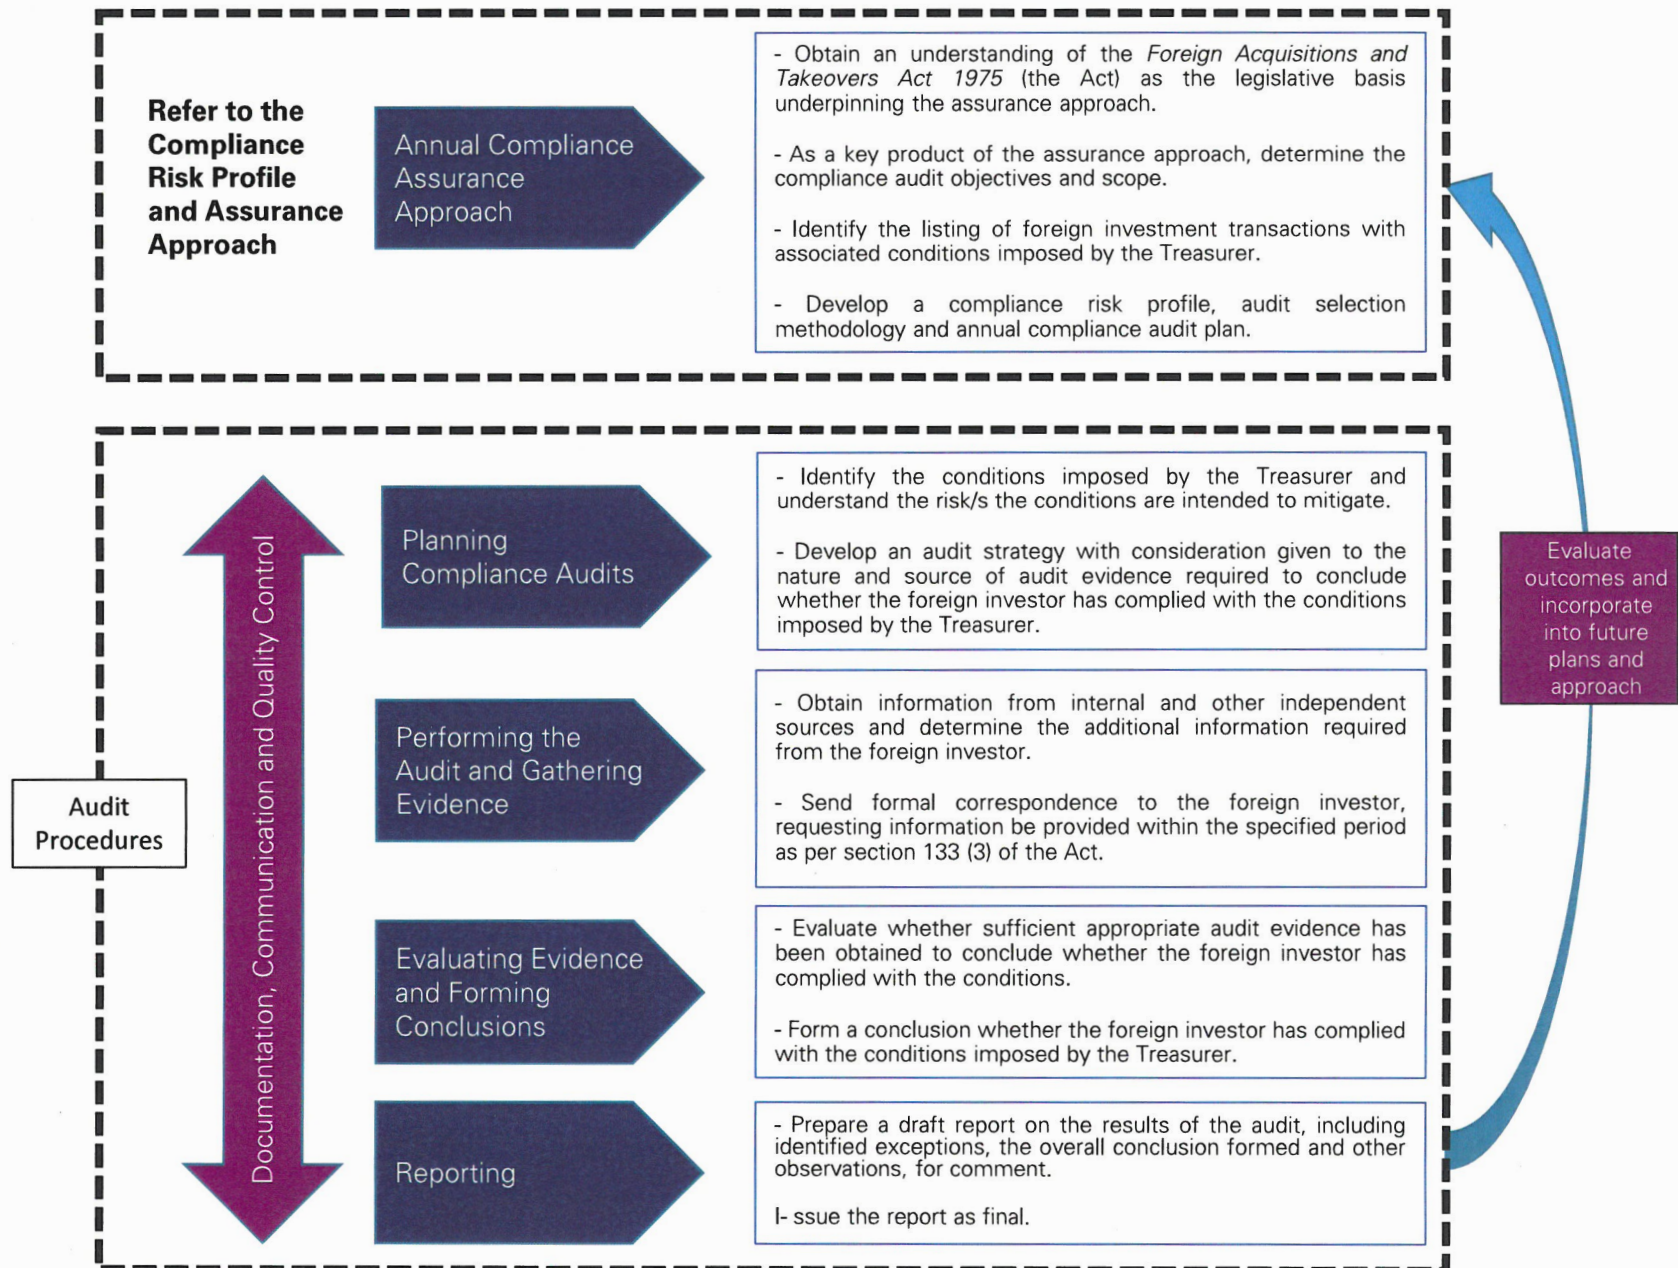 Refer to the
Compliance
Risk Profile
and Assurance
Approach
Annual Compliance
Assurance
Approach
- Obtain an understanding of the Foreign Acquisitions and
Takeovers Act 1975 (the Act) as the legislative basis
underpinning the assurance approach.
- As a key product of the assurance approach, determine the
compliance audit objectives and scope.
- Identify the listing of foreign investment transactions with
associated conditions imposed by the Treasurer.
- Develop a compliance risk profile, audit selection
methodology and annual compliance audit plan.
Audit
Procedures
Documentation, Communication and Quality Control
Planning
Compliance Audits
- Identify the conditions imposed by the Treasurer and
understand the risk/s the conditions are intended to mitigate.
- Develop an audit strategy with consideration given to the
nature and source of audit evidence required to conclude
whether the foreign investor has complied with the conditions
imposed by the Treasurer.
Performing the
Audit and Gathering
Evidence
- Obtain information from internal and other independent
sources and determine the additional information required
from the foreign investor.
- Send formal correspondence to the foreign investor,
requesting information be provided within the specified period
as per section 133 (3) of the Act.
Evaluating Evidence
and Forming
Conclusions
- Evaluate whether sufficient appropriate audit evidence has
been obtained to conclude whether the foreign investor has
complied with the conditions.
- Form a conclusion whether the foreign investor has complied
with the conditions imposed by the Treasurer.
Reporting
- Prepare a draft report on the results of the audit, including
identified exceptions, the overall conclusion formed and other
observations, for comment.
I- ssue the report as final.
Evaluate
outcomes and
incorporate
into future
plans and
approach